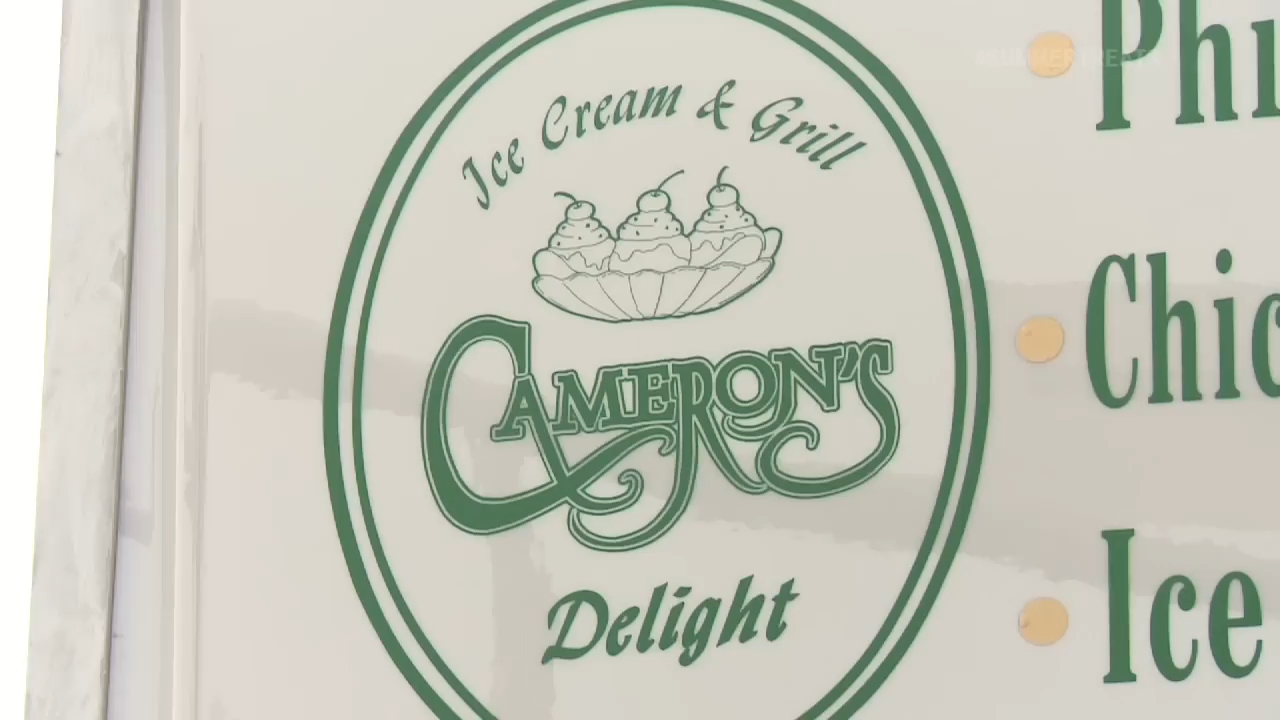 Ice Cream & Grill
CAMERON'S
Delight
Phi
Chic
Ice